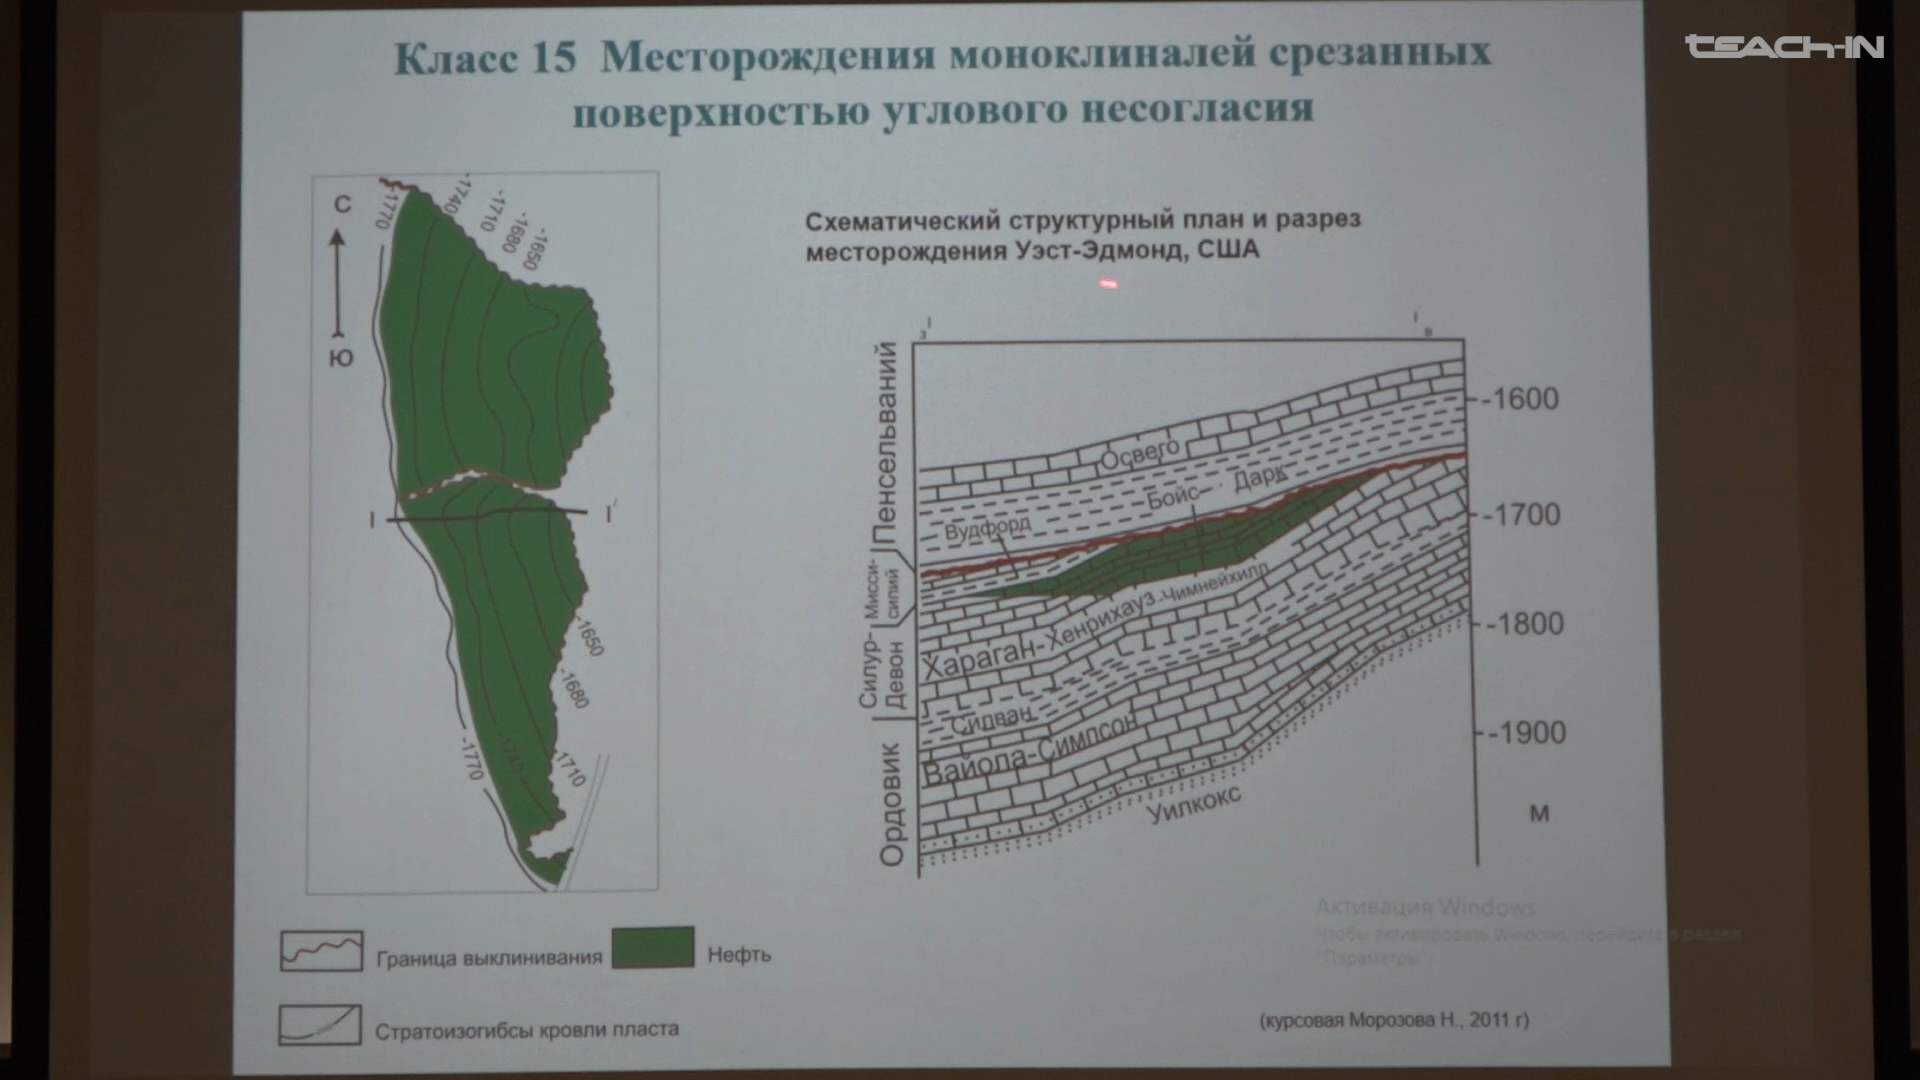 TEACH-IN
Класс 15 Месторождения моноклиналей срезанных
поверхностью углового несогласия
С
Ю
-1770
-1740
-1710
-1680
-1650
I
I'
-1650
-1680
-1710
-1740
-1770
Схематический структурный план и разрез
месторождения Уэст-Эдмонд, США
I
З
I
В
Пенсельваний
Мисси-
сипий
Силур-
Девон
Ордовик
Освего
Бойс- Дарк
Вудфорд
Хараган-Хенрихауз-Чимнейхилр
Сидван
Вайола-Симпсон
Уилкокс
-1600
-1700
-1800
-1900
М
Граница выклинивания
Нефть
Стратоизогибсы кровли пласта
Активация Windows
Чтобы активировать Windows, перейдите в раздел
"Параметры".
(курсовая Морозова Н., 2011 г)